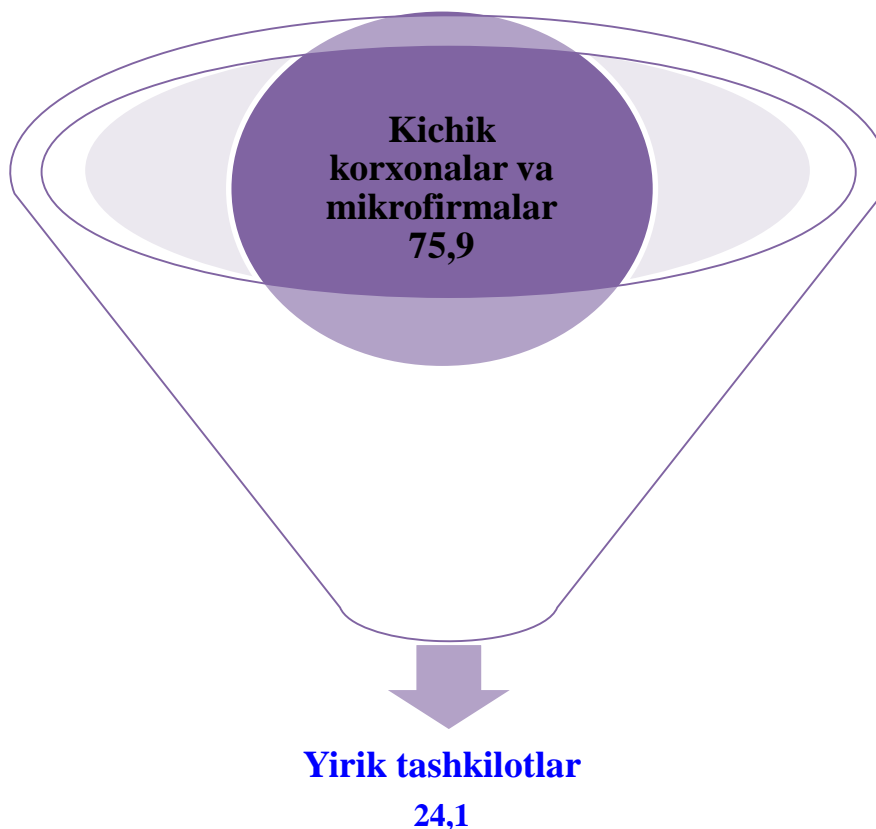 Kichik
korxonalar va
mikrofirmalar
75,9
Yirik tashkilotlar
24,1